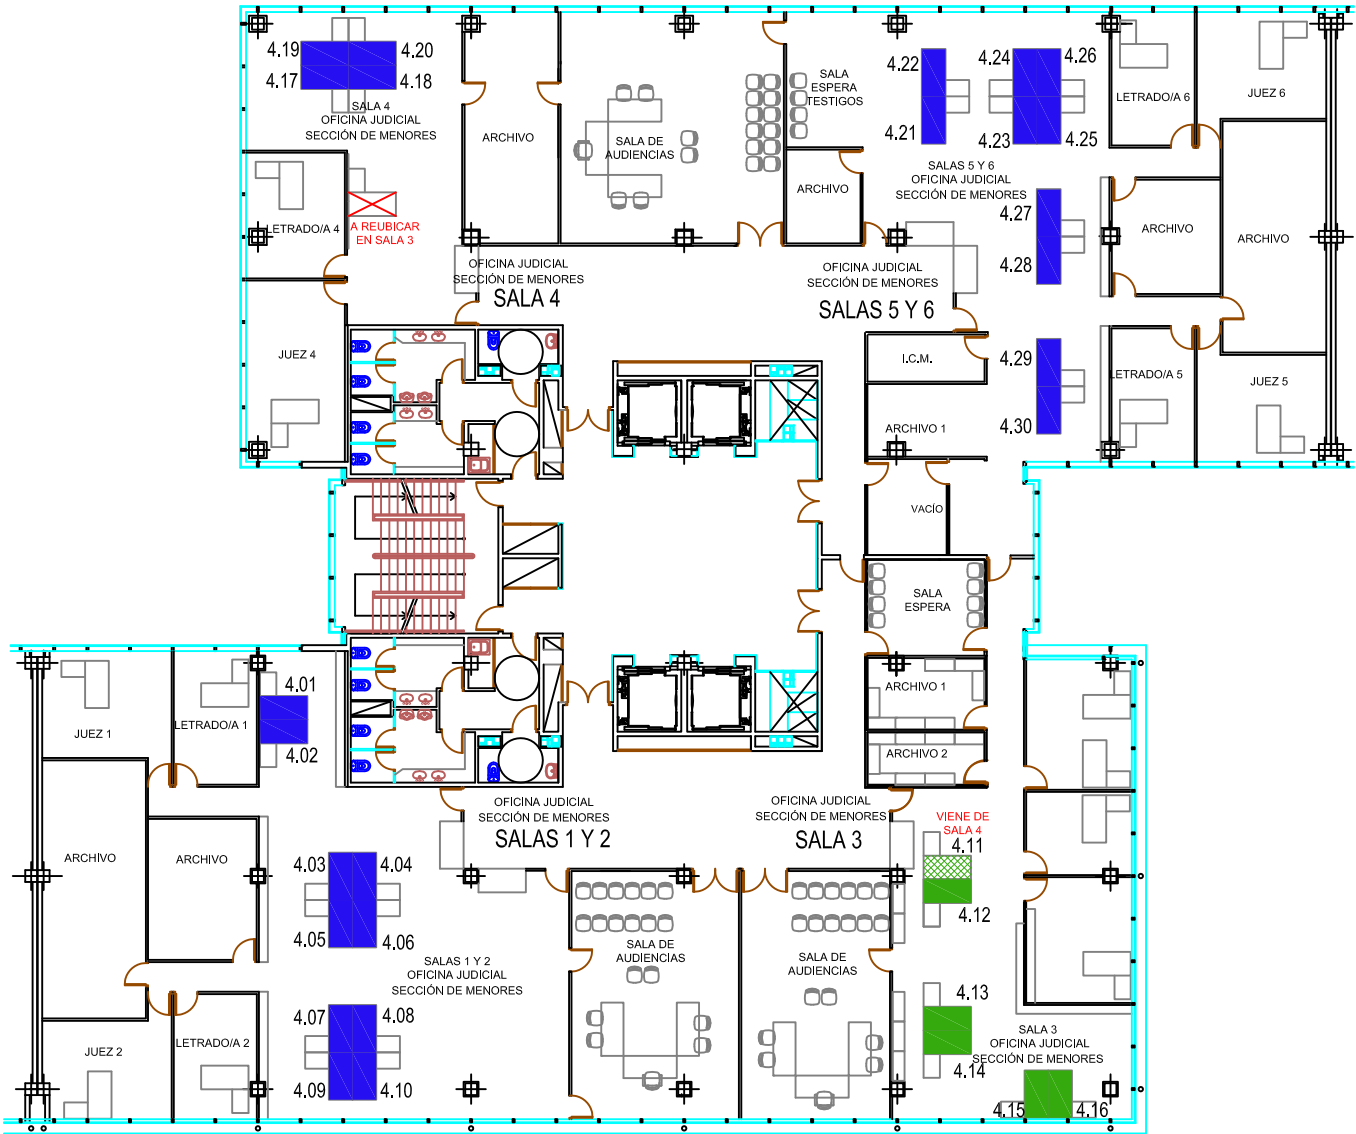 4.19
4.20
4.17
4.18
SALA 4
OFICINA JUDICIAL
SECCIÓN DE MENORES
ARCHIVO
SALA DE
AUDIENCIAS
SALA
ESPERA
TESTIGOS
ARCHIVO
4.22
4.21
4.24
4.26
4.23
4.25
LETRADO/A 6
JUEZ 6
SALAS 5 Y 6
OFICINA JUDICIAL
SECCIÓN DE MENORES
LETRADO/A 4
A REUBICAR
EN SALA 3
4.27
4.28
ARCHIVO
ARCHIVO
OFICINA JUDICIAL
SECCIÓN DE MENORES
SALA 4
OFICINA JUDICIAL
SECCIÓN DE MENORES
SALAS 5 Y 6
JUEZ 4
I.C.M.
4.29
4.30
LETRADO/A 5
JUEZ 5
ARCHIVO 1
VACÍO
SALA
ESPERA
ARCHIVO 1
ARCHIVO 2
JUEZ 1
LETRADO/A 1
4.01
4.02
OFICINA JUDICIAL
SECCIÓN DE MENORES
SALAS 1 Y 2
OFICINA JUDICIAL
SECCIÓN DE MENORES
SALA 3
VIENE DE
SALA 4
4.11
4.12
ARCHIVO
ARCHIVO
4.03
4.04
4.05
4.06
SALAS 1 Y 2
OFICINA JUDICIAL
SECCIÓN DE MENORES
SALA DE
AUDIENCIAS
SALA DE
AUDIENCIAS
4.13
4.14
4.07
4.08
4.09
4.10
JUEZ 2
LETRADO/A 2
SALA 3
OFICINA JUDICIAL
SECCIÓN DE MENORES
4.15
4.16